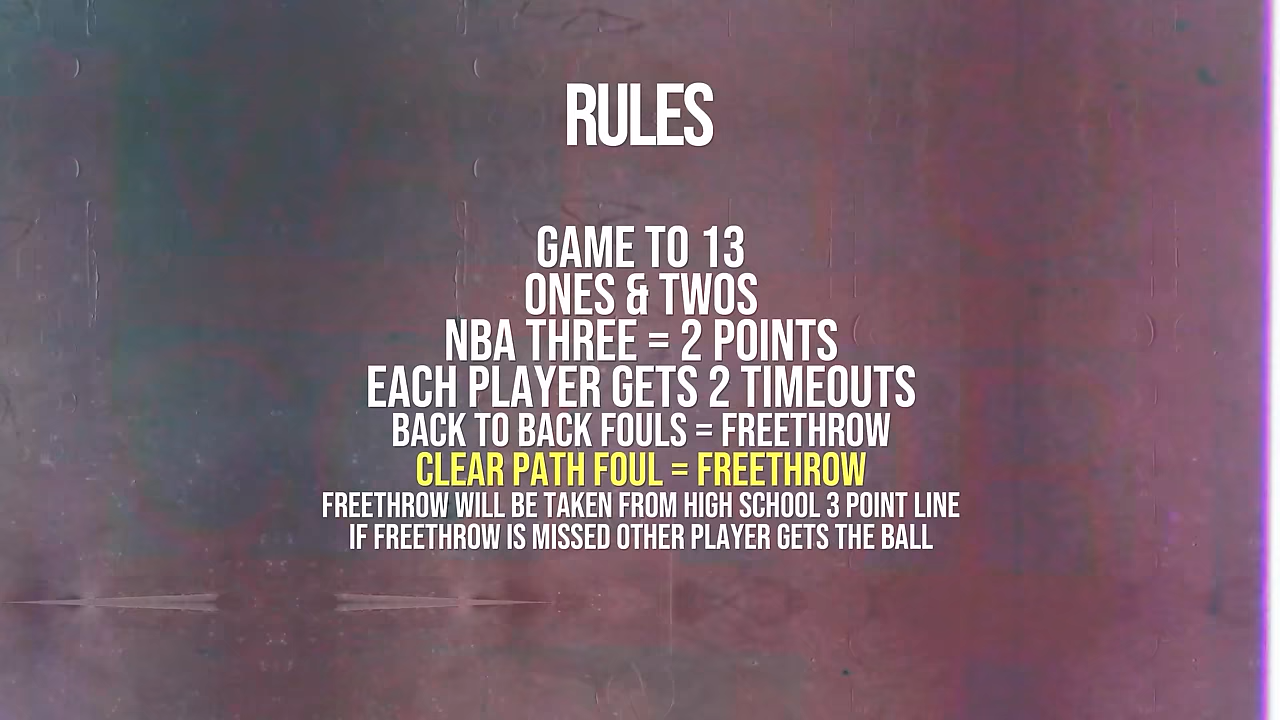 RULES
GAME TO 13
ONES & TWOS
NBA THREE = 2 POINTS
EACH PLAYER GETS 2 TIMEOUTS
BACK TO BACK FOULS = FREETHROW
CLEAR PATH FOUL = FREETHROW
FREETHROW WILL BE TAKEN FROM HIGH SCHOOL 3 POINT LINE
IF FREETHROW IS MISSED OTHER PLAYER GETS THE BALL